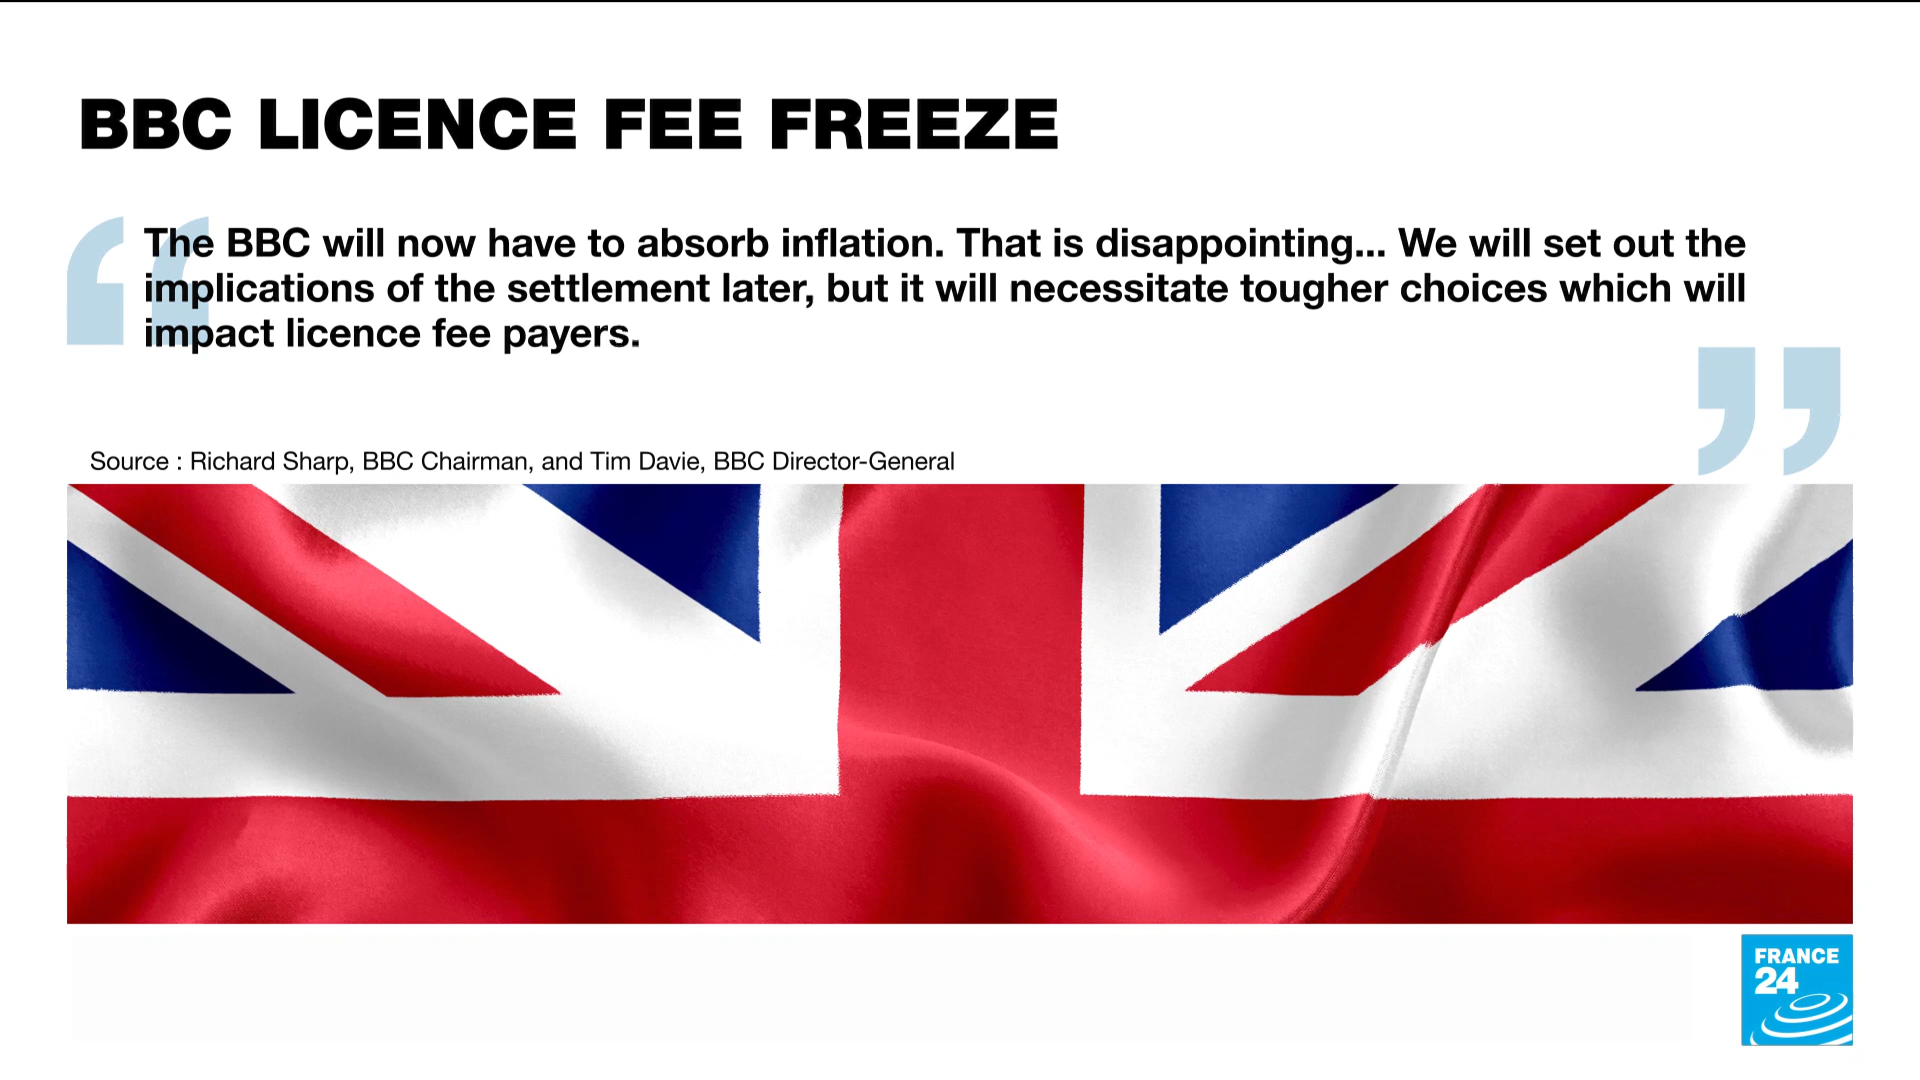 BBC LICENCE FEE FREEZE
The BBC will now have to absorb inflation. That is disappointing... We will set out the
implications of the settlement later, but it will necessitate tougher choices which will
impact licence fee payers.
Source : Richard Sharp, BBC Chairman, and Tim Davie, BBC Director-General
FRANCE
24